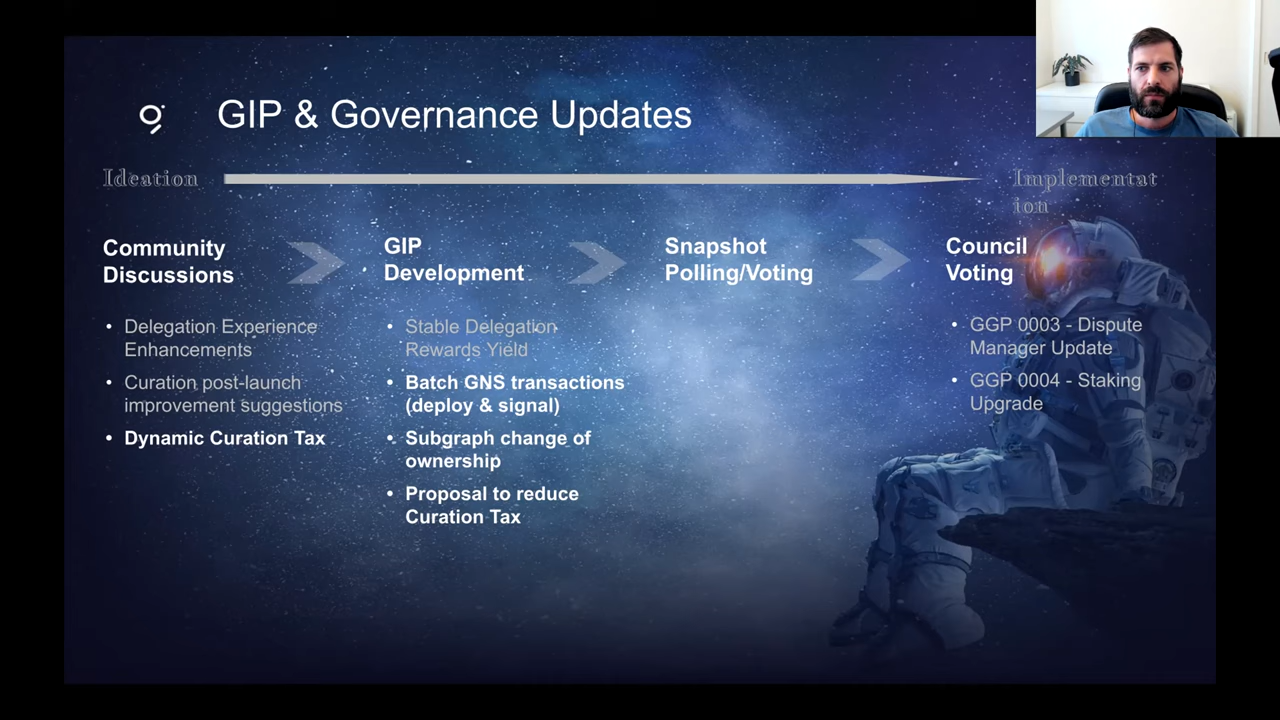 GIP & Governance Updates
Ideation
Implementat
ion
Community
Discussions
• Delegation Experience
Enhancements
• Curation post-launch
improvement suggestions
• Dynamic Curation Tax
GIP
Development
• Stable Delegation
Rewards Yield
• Batch GNS transactions
(deploy & signal)
• Subgraph change of
ownership
• Proposal to reduce
Curation Tax
Snapshot
Polling/Voting
Council
Voting
• GGP 0003 - Dispute
Manager Update
• GGP 0004 - Staking
Upgrade